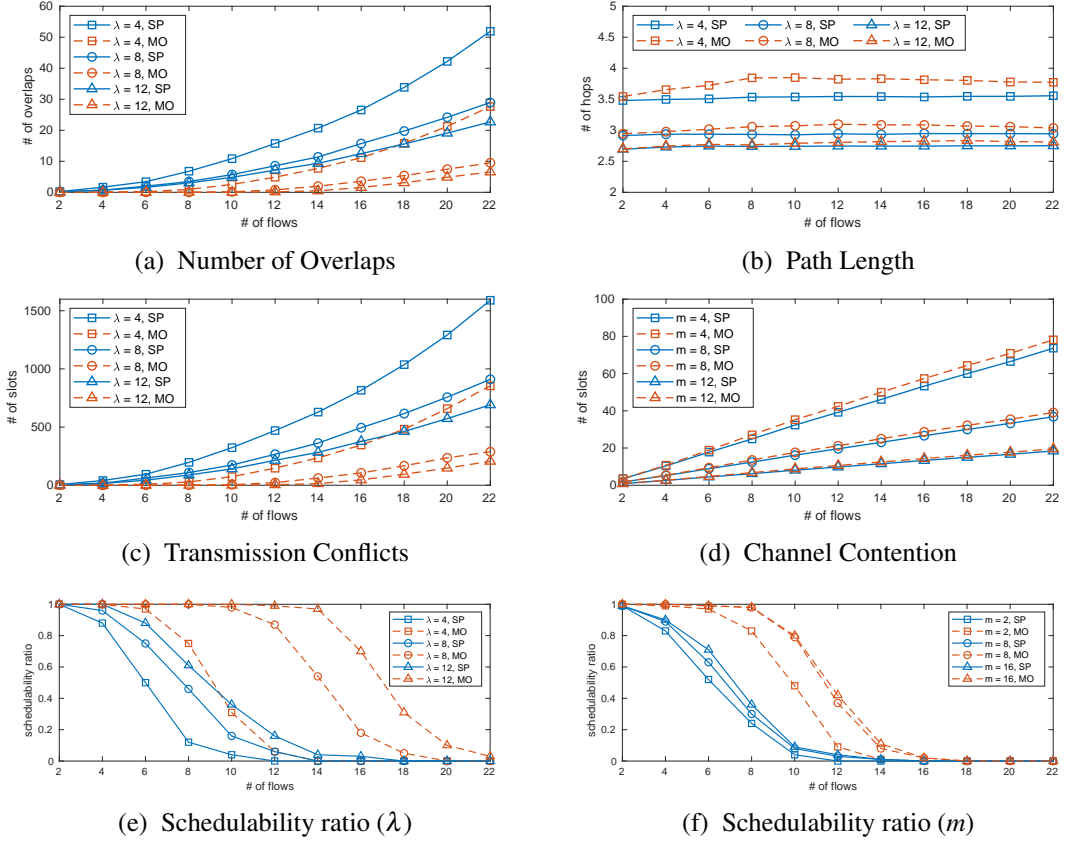 60
50
40
30
20
10
0
# of overlaps
λ = 4, SP
λ = 4, MO
λ = 8, SP
λ = 8, MO
λ = 12, SP
λ = 12, MO
2 4 6 8 10 12 14 16 18 20 22
# of flows
(a) Number of Overlaps
5
4.5
4
3.5
3
2.5
2
# of hops
λ = 4, SP λ = 8, SP λ = 12, SP
λ = 4, MO λ = 8, MO λ = 12, MO
2 4 6 8 10 12 14 16 18 20 22
# of flows
(b) Path Length
1500
1000
500
0
# of slots
λ = 4, SP
λ = 4, MO
λ = 8, SP
λ = 8, MO
λ = 12, SP
λ = 12, MO
2 4 6 8 10 12 14 16 18 20 22
# of flows
(c) Transmission Conflicts
100
80
60
40
20
0
# of slots
m = 4, SP
m = 4, MO
m = 8, SP
m = 8, MO
m = 12, SP
m = 12, MO
2 4 6 8 10 12 14 16 18 20 22
# of flows
(d) Channel Contention
1
0.8
0.6
0.4
0.2
0
schedulability ratio
λ = 4, SP
λ = 4, MO
λ = 8, SP
λ = 8, MO
λ = 12, SP
λ = 12, MO
2 4 6 8 10 12 14 16 18 20 22
# of flows
(e) Schedulability ratio (λ)
1
0.8
0.6
0.4
0.2
0
schedulability ratio
m = 2, SP
m = 2, MO
m = 8, SP
m = 8, MO
m = 16, SP
m = 16, MO
2 4 6 8 10 12 14 16 18 20 22
# of flows
(f) Schedulability ratio (m)